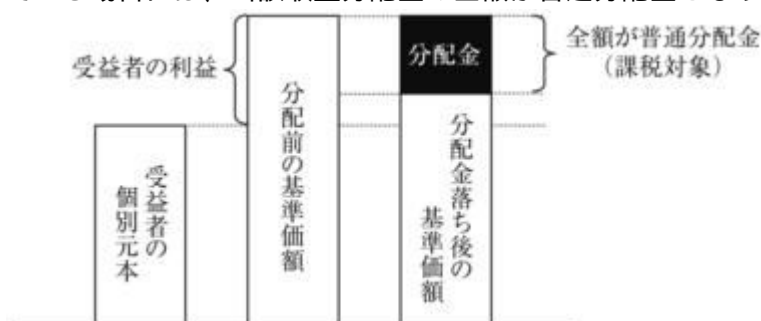 受益者の利益
分配金
全額が普通分配金
（課税対象）
受益者の
個別元本
分配前の基準価額
分配金落ち後の
基準価額